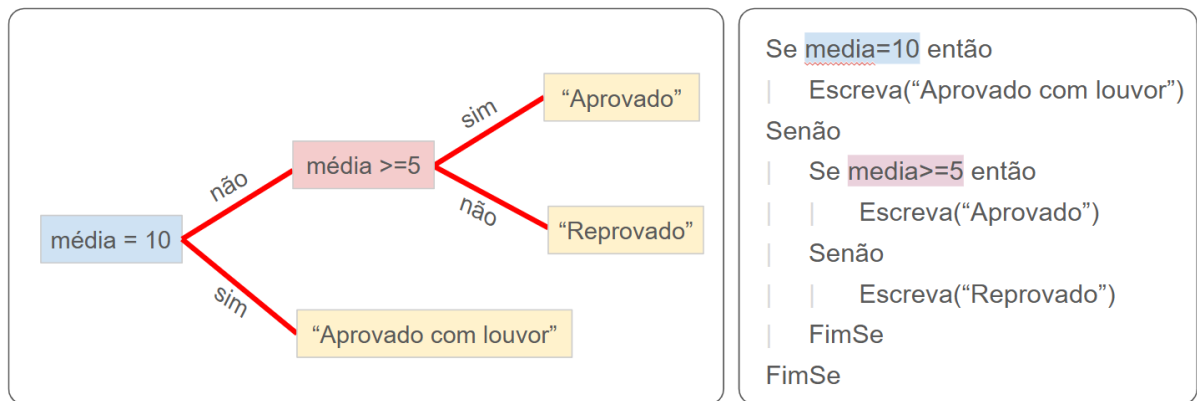 “Aprovado”
sim
média >=5
não
não
“Reprovado”
média = 10
sim
“Aprovado com louvor”
Se media=10 então
Escreva(“Aprovado com louvor”)
Senão
Se media>=5 então
Escreva(“Aprovado”)
Senão
Escreva(“Reprovado”)
FimSe
FimSe